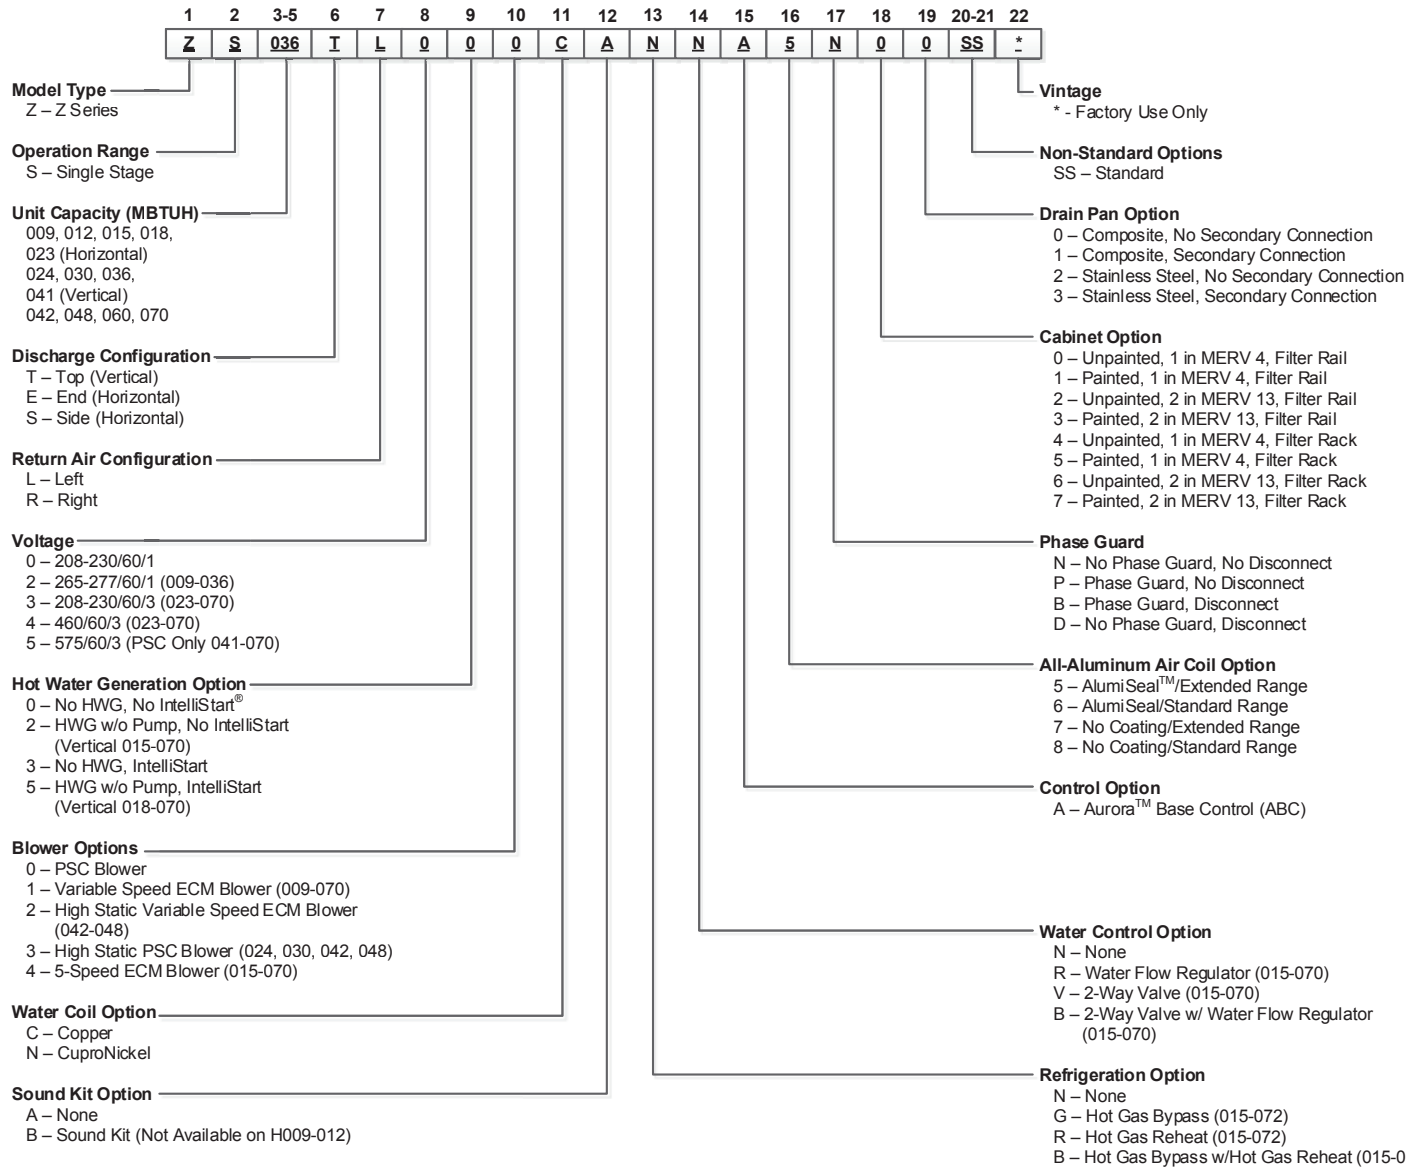 1 2 3-5 6 7 8 9 10 11 12 13 14 15 16 17 18 19 20-21 22
Z S 036 T L 0 0 0 C A N N A 5 N 0 0 SS *
Model Type
Z – Z Series
Operation Range
S – Single Stage
Unit Capacity (MBTUH)
009, 012, 015, 018,
023 (Horizontal)
024, 030, 036,
041 (Vertical)
042, 048, 060, 070
Discharge Configuration
T – Top (Vertical)
E – End (Horizontal)
S – Side (Horizontal)
Return Air Configuration
L – Left
R – Right
Voltage
0 – 208-230/60/1
2 – 265-277/60/1 (009-036)
3 – 208-230/60/3 (023-070)
4 – 460/60/3 (023-070)
5 – 575/60/3 (PSC Only 041-070)
Hot Water Generation Option
0 – No HWG, No IntelliStart®
2 – HWG w/o Pump, No IntelliStart
(Vertical 015-070)
3 – No HWG, IntelliStart
5 – HWG w/o Pump, IntelliStart
(Vertical 018-070)
Blower Options
0 – PSC Blower
1 – Variable Speed ECM Blower (009-070)
2 – High Static Variable Speed ECM Blower
(042-048)
3 – High Static PSC Blower (024, 030, 042, 048)
4 – 5-Speed ECM Blower (015-070)
Water Coil Option
C – Copper
N – CuproNickel
Sound Kit Option
A – None
B – Sound Kit (Not Available on H009-012)
Vintage
* - Factory Use Only
Non-Standard Options
SS – Standard
Drain Pan Option
0 – Composite, No Secondary Connection
1 – Composite, Secondary Connection
2 – Stainless Steel, No Secondary Connection
3 – Stainless Steel, Secondary Connection
Cabinet Option
0 – Unpainted, 1 in MERV 4, Filter Rail
1 – Painted, 1 in MERV 4, Filter Rail
2 – Unpainted, 2 in MERV 13, Filter Rail
3 – Painted, 2 in MERV 13, Filter Rail
4 – Unpainted, 1 in MERV 4, Filter Rack
5 – Painted, 1 in MERV 4, Filter Rack
6 – Unpainted, 2 in MERV 13, Filter Rack
7 – Painted, 2 in MERV 13, Filter Rack
Phase Guard
N – No Phase Guard, No Disconnect
P – Phase Guard, No Disconnect
B – Phase Guard, Disconnect
D – No Phase Guard, Disconnect
All-Aluminum Air Coil Option
5 – AlumiSeal™/Extended Range
6 – AlumiSeal/Standard Range
7 – No Coating/Extended Range
8 – No Coating/Standard Range
Control Option
A – Aurora™ Base Control (ABC)
Water Control Option
N – None
R – Water Flow Regulator (015-070)
V – 2-Way Valve (015-070)
B – 2-Way Valve w/ Water Flow Regulator
(015-070)
Refrigeration Option
N – None
G – Hot Gas Bypass (015-072)
R – Hot Gas Reheat (015-072)
B – Hot Gas Bypass w/Hot Gas Reheat (015-0